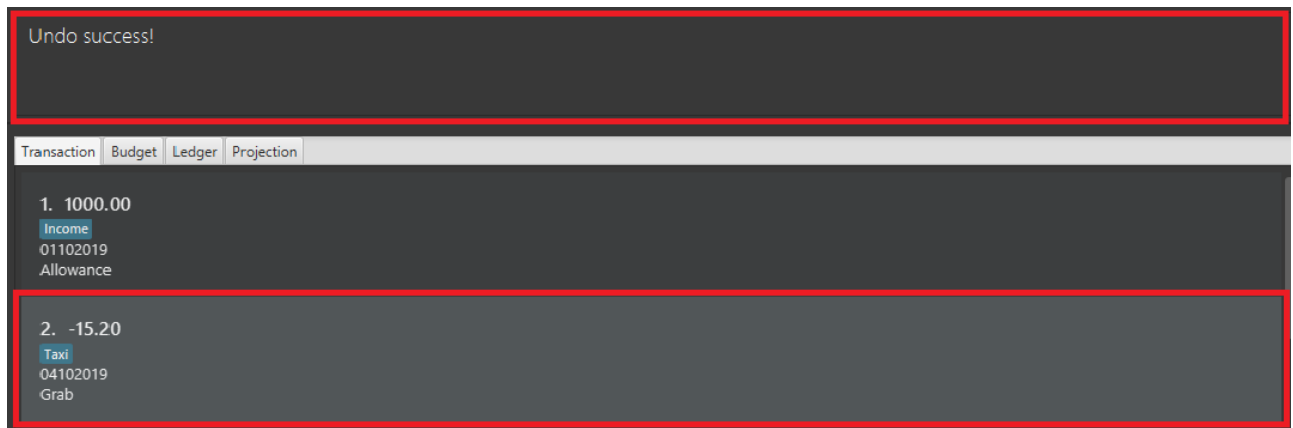 Undo success!
Transaction Budget Ledger Projection
1. 1000.00
Income
01102019
Allowance
2. -15.20
Taxi
04102019
Grab